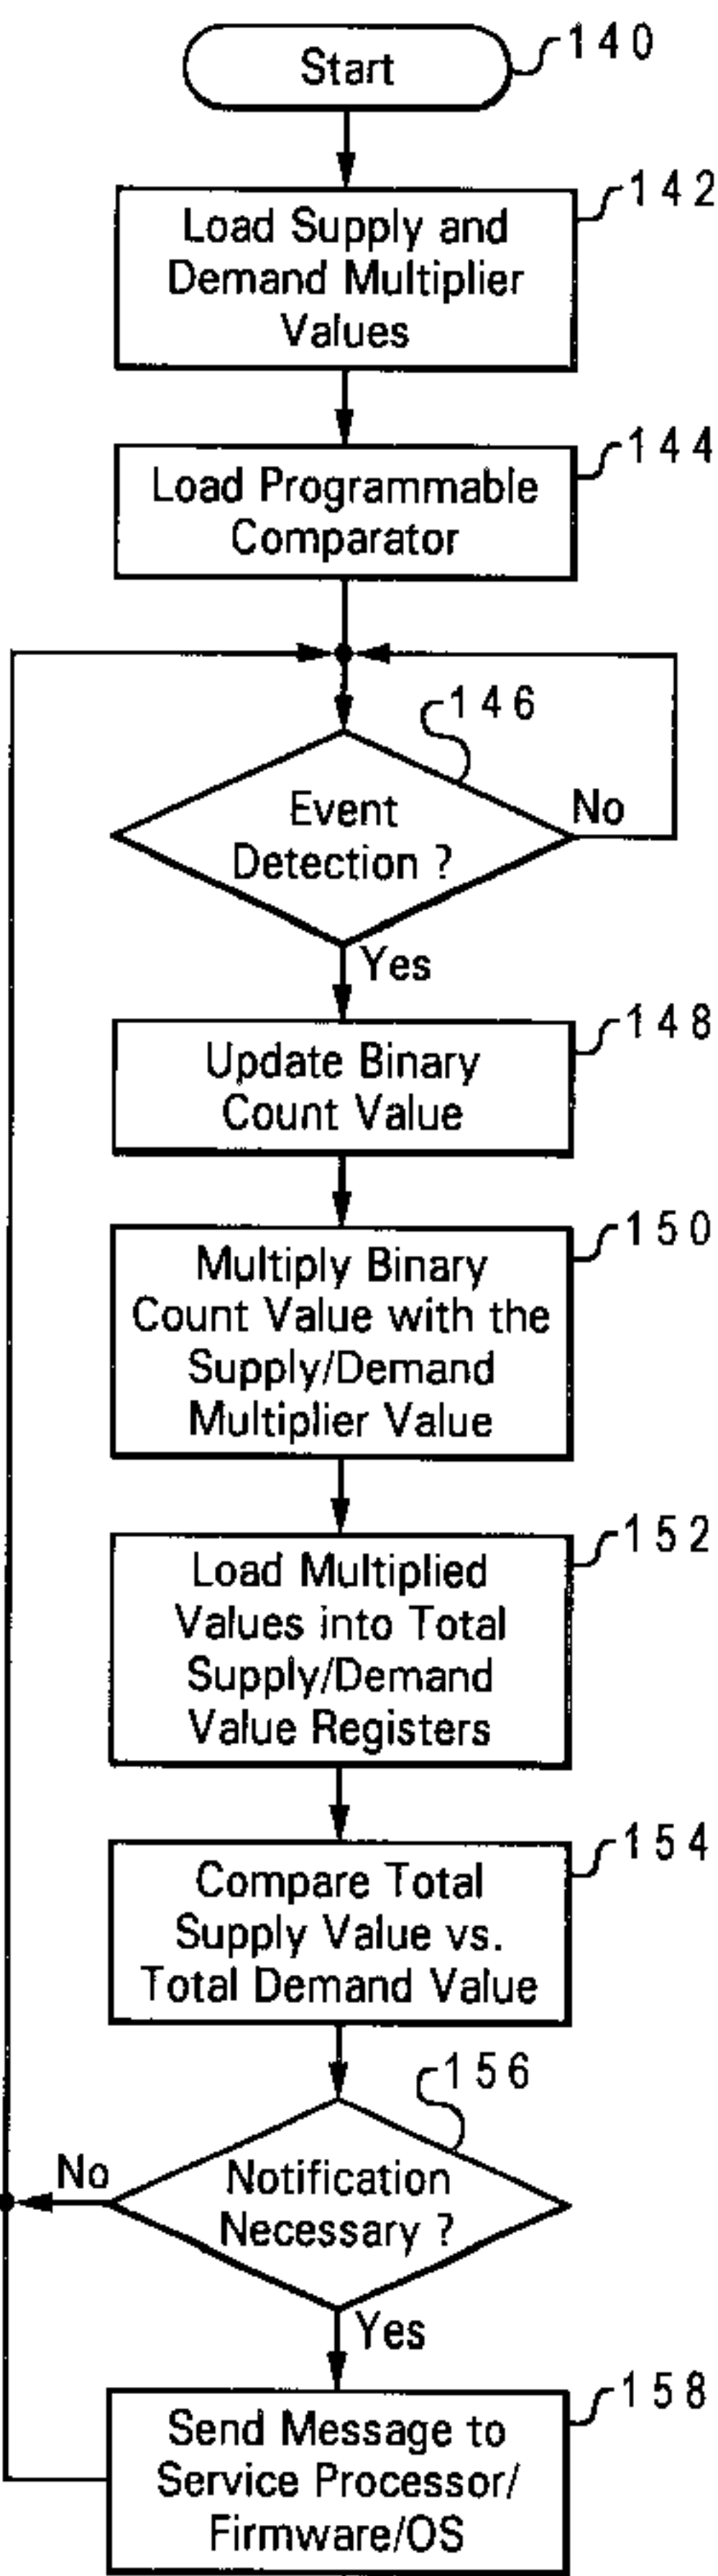 Start
140
142
Load Supply and
Demand Multiplier
Values
144
Load Programmable
Comparator
146
Event
Detection ?
No
Yes
148
Update Binary
Count Value
150
Multiply Binary
Count Value with the
Supply/Demand
Multiplier Value
152
Load Multiplied
Values into Total
Supply/Demand
Value Registers
154
Compare Total
Supply Value vs.
Total Demand Value
156
No
Notification
Necessary ?
Yes
158
Send Message to
Service Processor/
Firmware/OS